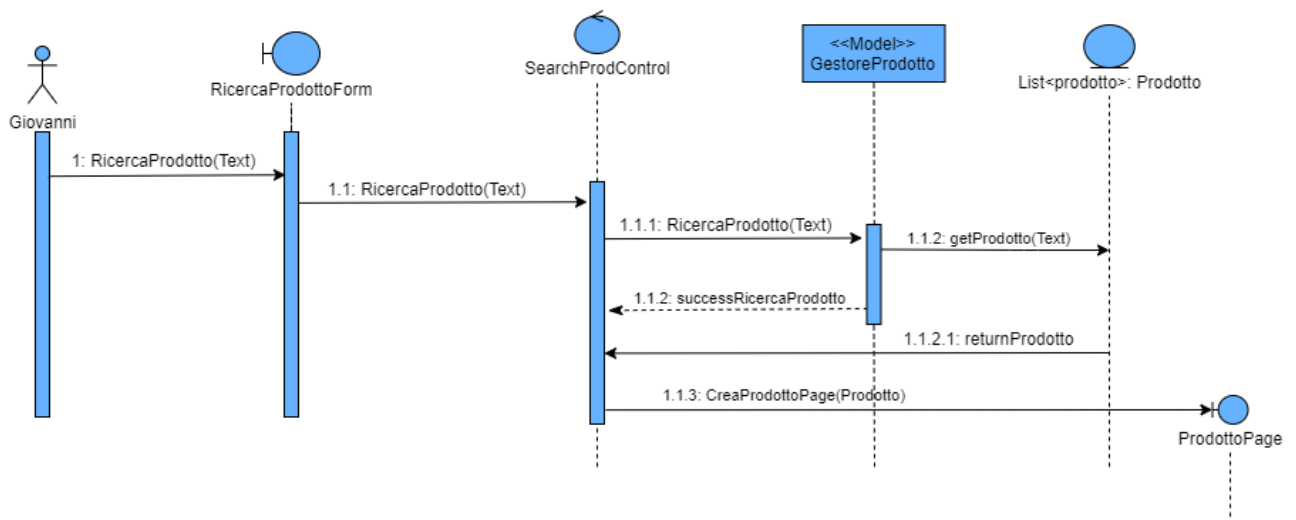 Giovanni
RicercaProdottoForm
SearchProdControl
<<Model>>
GestoreProdotto
List<prodotto>: Prodotto
1: RicercaProdotto(Text)
1.1: RicercaProdotto(Text)
1.1.1: RicercaProdotto(Text)
1.1.2: getProdotto(Text)
1.1.2: successRicercaProdotto
1.1.2.1: returnProdotto
1.1.3: CreaProdottoPage(Prodotto)
ProdottoPage